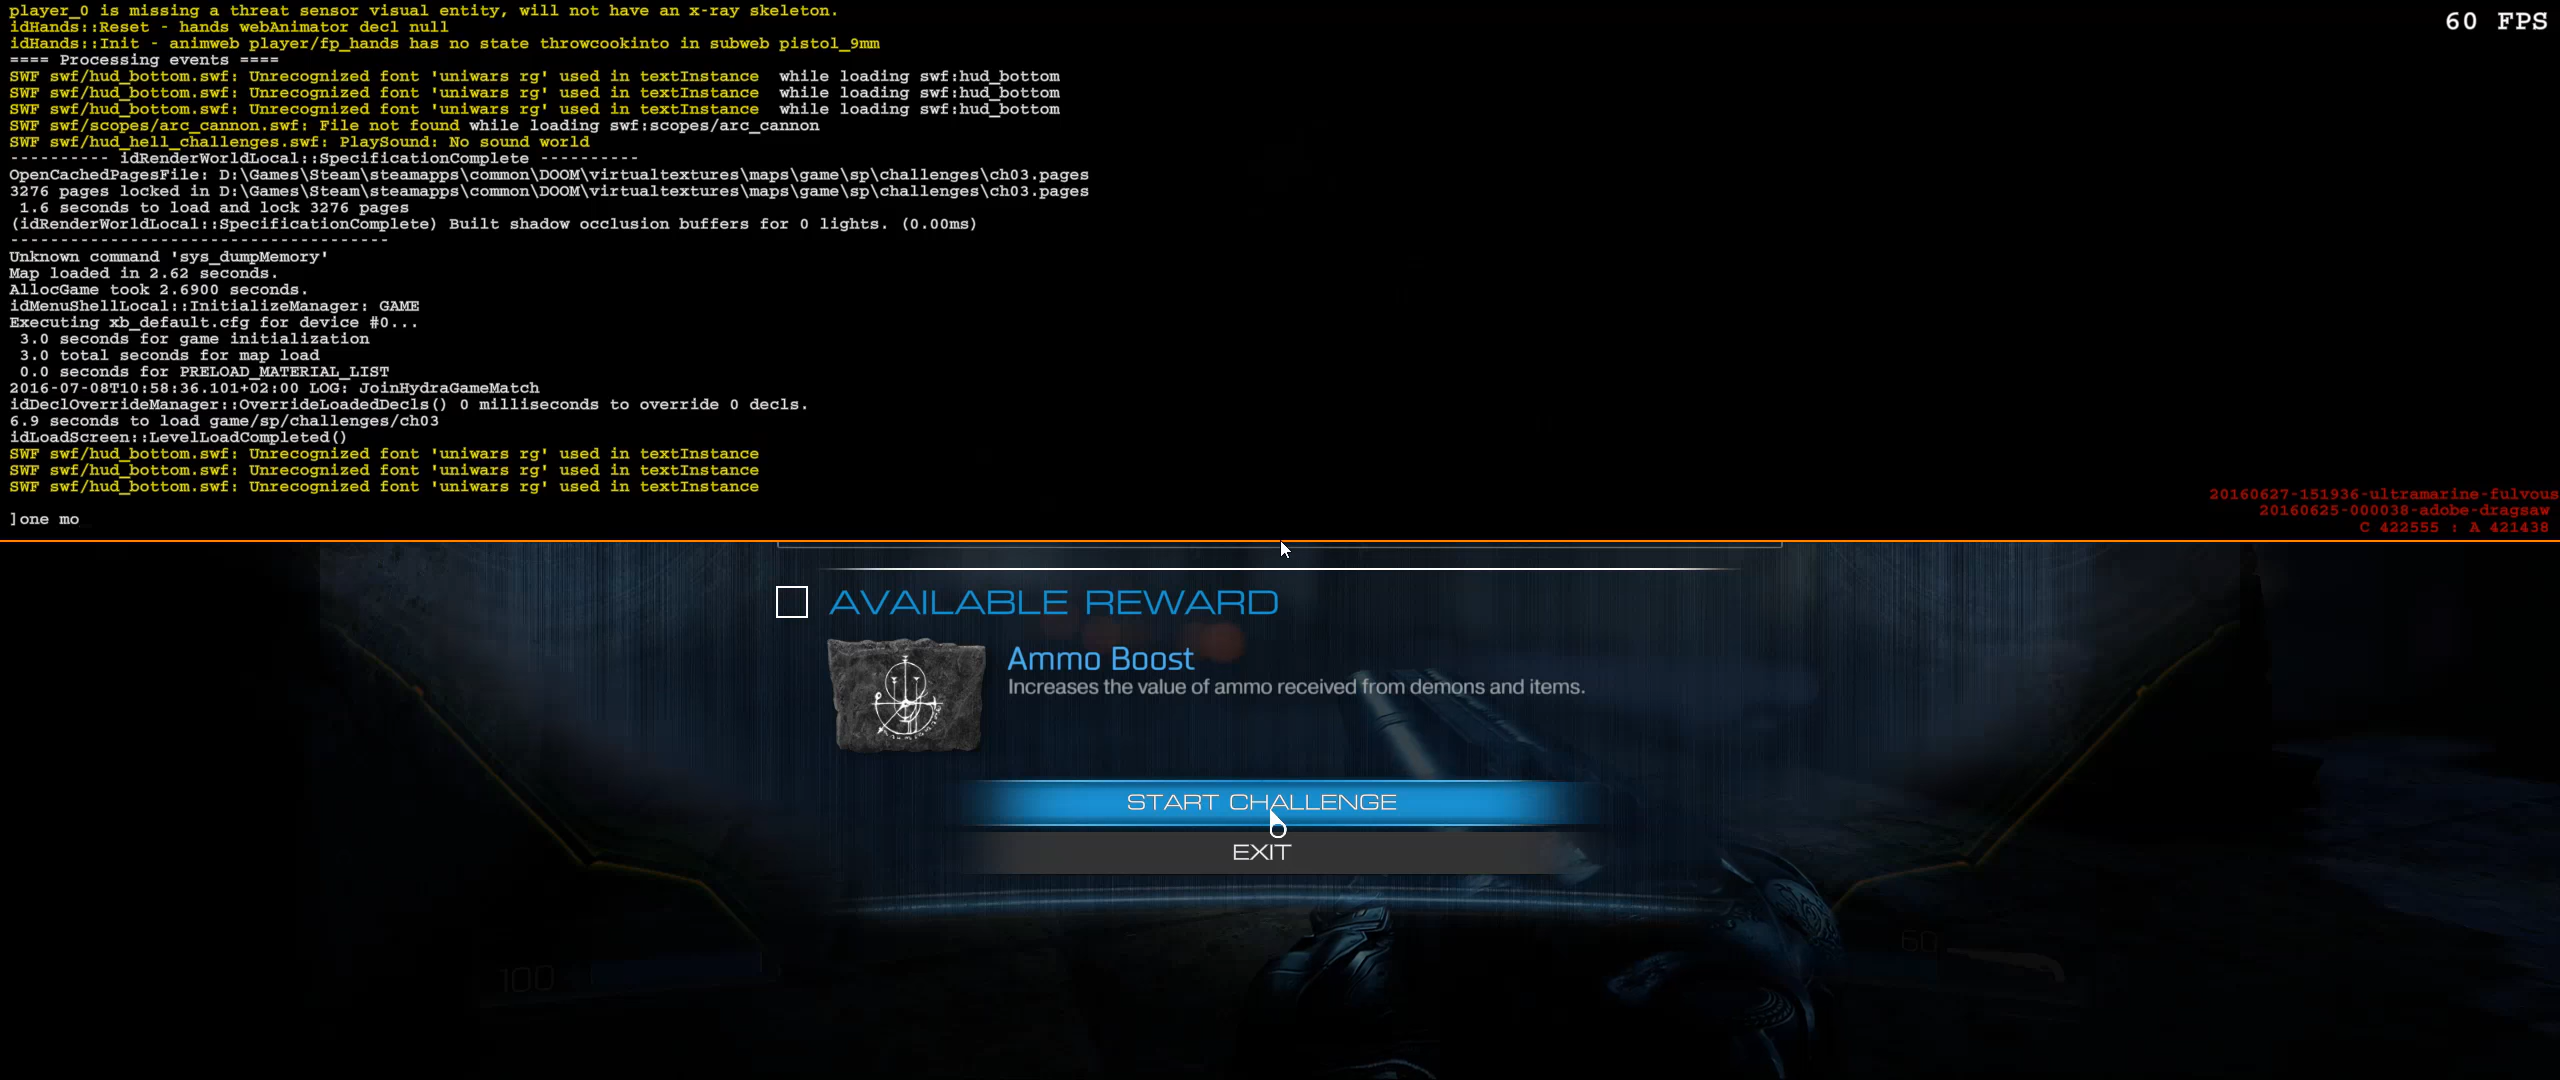 player_0 is missing a threat sensor visual entity, will not have an x-ray skeleton.
60 FPS
idHands::Reset - hands webAnimator decl null
idHands::Init - animweb player/fp_hands has no state throwcookinto in subweb pistol_9mm
==== Processing events ====
SWF swf/hud_bottom.swf: Unrecognized font 'uniwars rg' used in textInstance  while loading swf:hud_bottom
SWF swf/hud_bottom.swf: Unrecognized font 'uniwars rg' used in textInstance  while loading swf:hud_bottom
SWF swf/hud_bottom.swf: Unrecognized font 'uniwars rg' used in textInstance  while loading swf:hud_bottom
SWF swf/scopes/arc_cannon.swf: File not found while loading swf:scopes/arc_cannon
SWF swf/hud_hell_challenges.swf: PlaySound: No sound world
---------- idRenderWorldLocal::SpecificationComplete ----------
OpenCachedPagesFile: D:\Games\Steam\steamapps\common\DOOM\virtualtextures\maps\game\sp\challenges\ch03.pages
3276 pages locked in D:\Games\Steam\steamapps\common\DOOM\virtualtextures\maps\game\sp\challenges\ch03.pages
1.6 seconds to load and lock 3276 pages
(idRenderWorldLocal::SpecificationComplete) Built shadow occlusion buffers for 0 lights. (0.00ms)
--------------------------------------
Unknown command 'sys_dumpMemory'
Map loaded in 2.62 seconds.
AllocGame took 2.6900 seconds.
idMenuShellLocal::InitializeManager: GAME
Executing xb_default.cfg for device #0...
3.0 seconds for game initialization
3.0 total seconds for map load
0.0 seconds for PRELOAD_MATERIAL_LIST
2016-07-08T10:58:36.101+02:00 LOG: JoinHydraGameMatch
idDeclOverrideManager::OverrideLoadedDecls() 0 milliseconds to override 0 decls.
6.9 seconds to load game/sp/challenges/ch03
idLoadScreen::LevelLoadCompleted()
SWF swf/hud_bottom.swf: Unrecognized font 'uniwars rg' used in textInstance
SWF swf/hud_bottom.swf: Unrecognized font 'uniwars rg' used in textInstance
SWF swf/hud_bottom.swf: Unrecognized font 'uniwars rg' used in textInstance
20160627-151936-ultramarine-fulvous
20160625-000038-adobe-dragsaw
C 422555 : A 421438
]one mo
AVAILABLE REWARD
Ammo Boost
Increases the value of ammo received from demons and items.
START CHALLENGE
EXIT
100
60